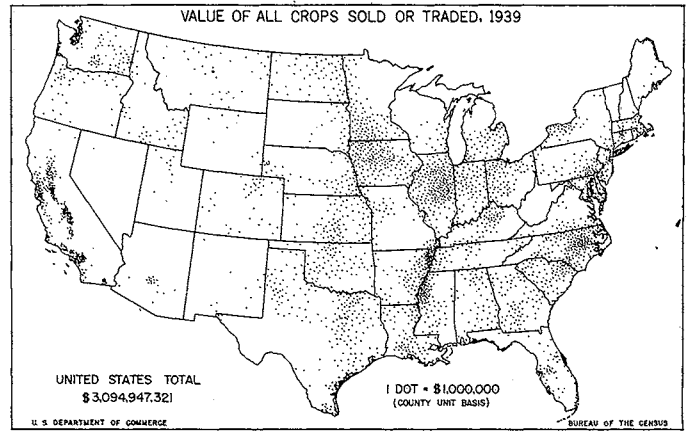 VALUE OF ALL CROPS SOLD OR TRADED, 1939
UNITED STATES TOTAL
$3,094,947,321
1 DOT = $1,000,000
(COUNTY UNIT BASIS)
U. S. DEPARTMENT OF COMMERCE
BUREAU OF THE CENSUS